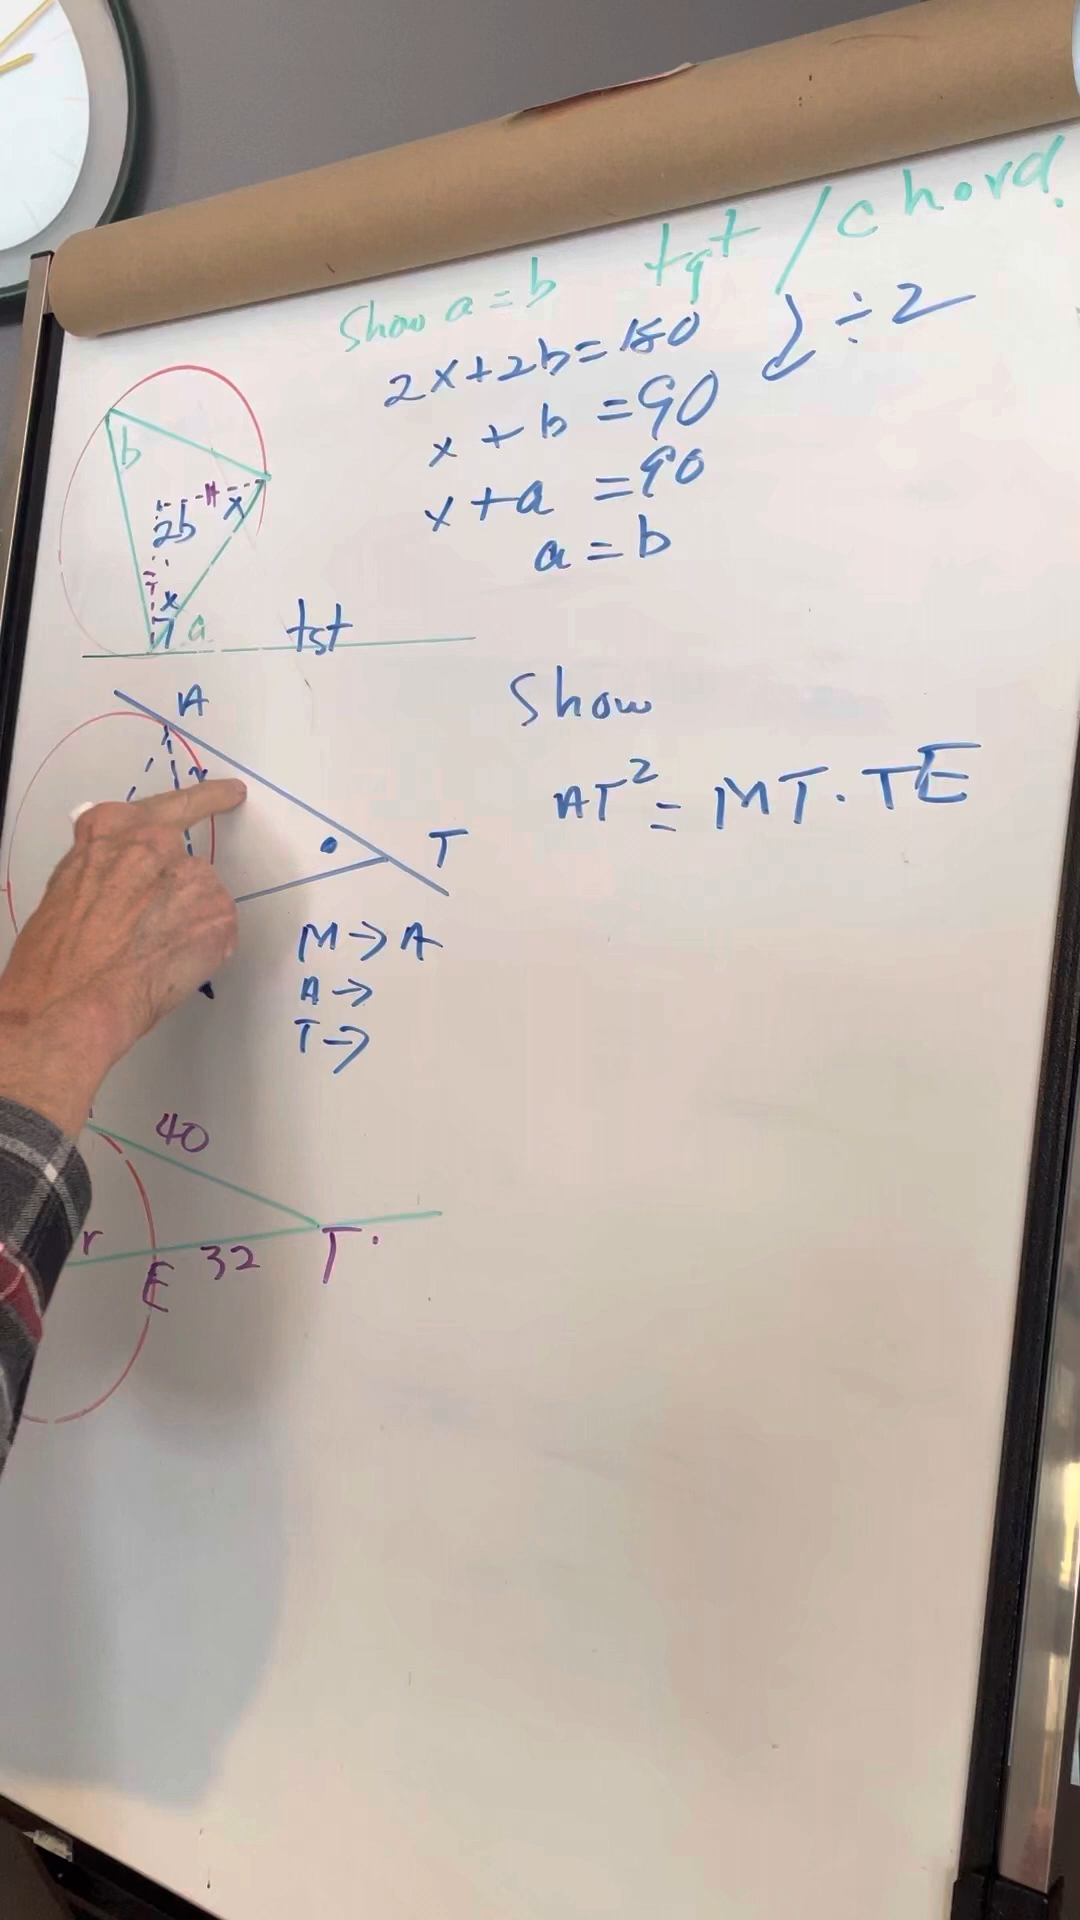 tgt / chord.
Show a = b
2x+2b=180
÷2
x + b = 90
x + a = 90
a = b
b
2b
x
x
a
tgt
A
x
T
Show
AT² = MT · TE
M → A
A →
T →
40
r
E
32
T